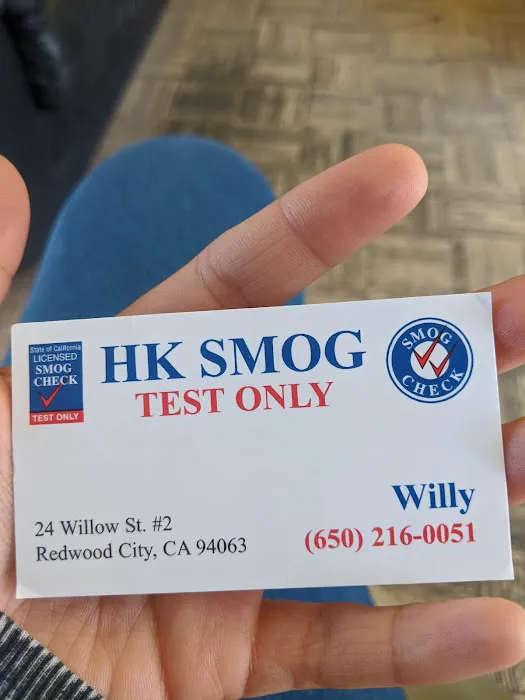 State of California
LICENSED
SMOG
CHECK
TEST ONLY
HK SMOG
TEST ONLY
SMOG
CHECK
Willy
(650) 216-0051
24 Willow St. #2
Redwood City, CA 94063